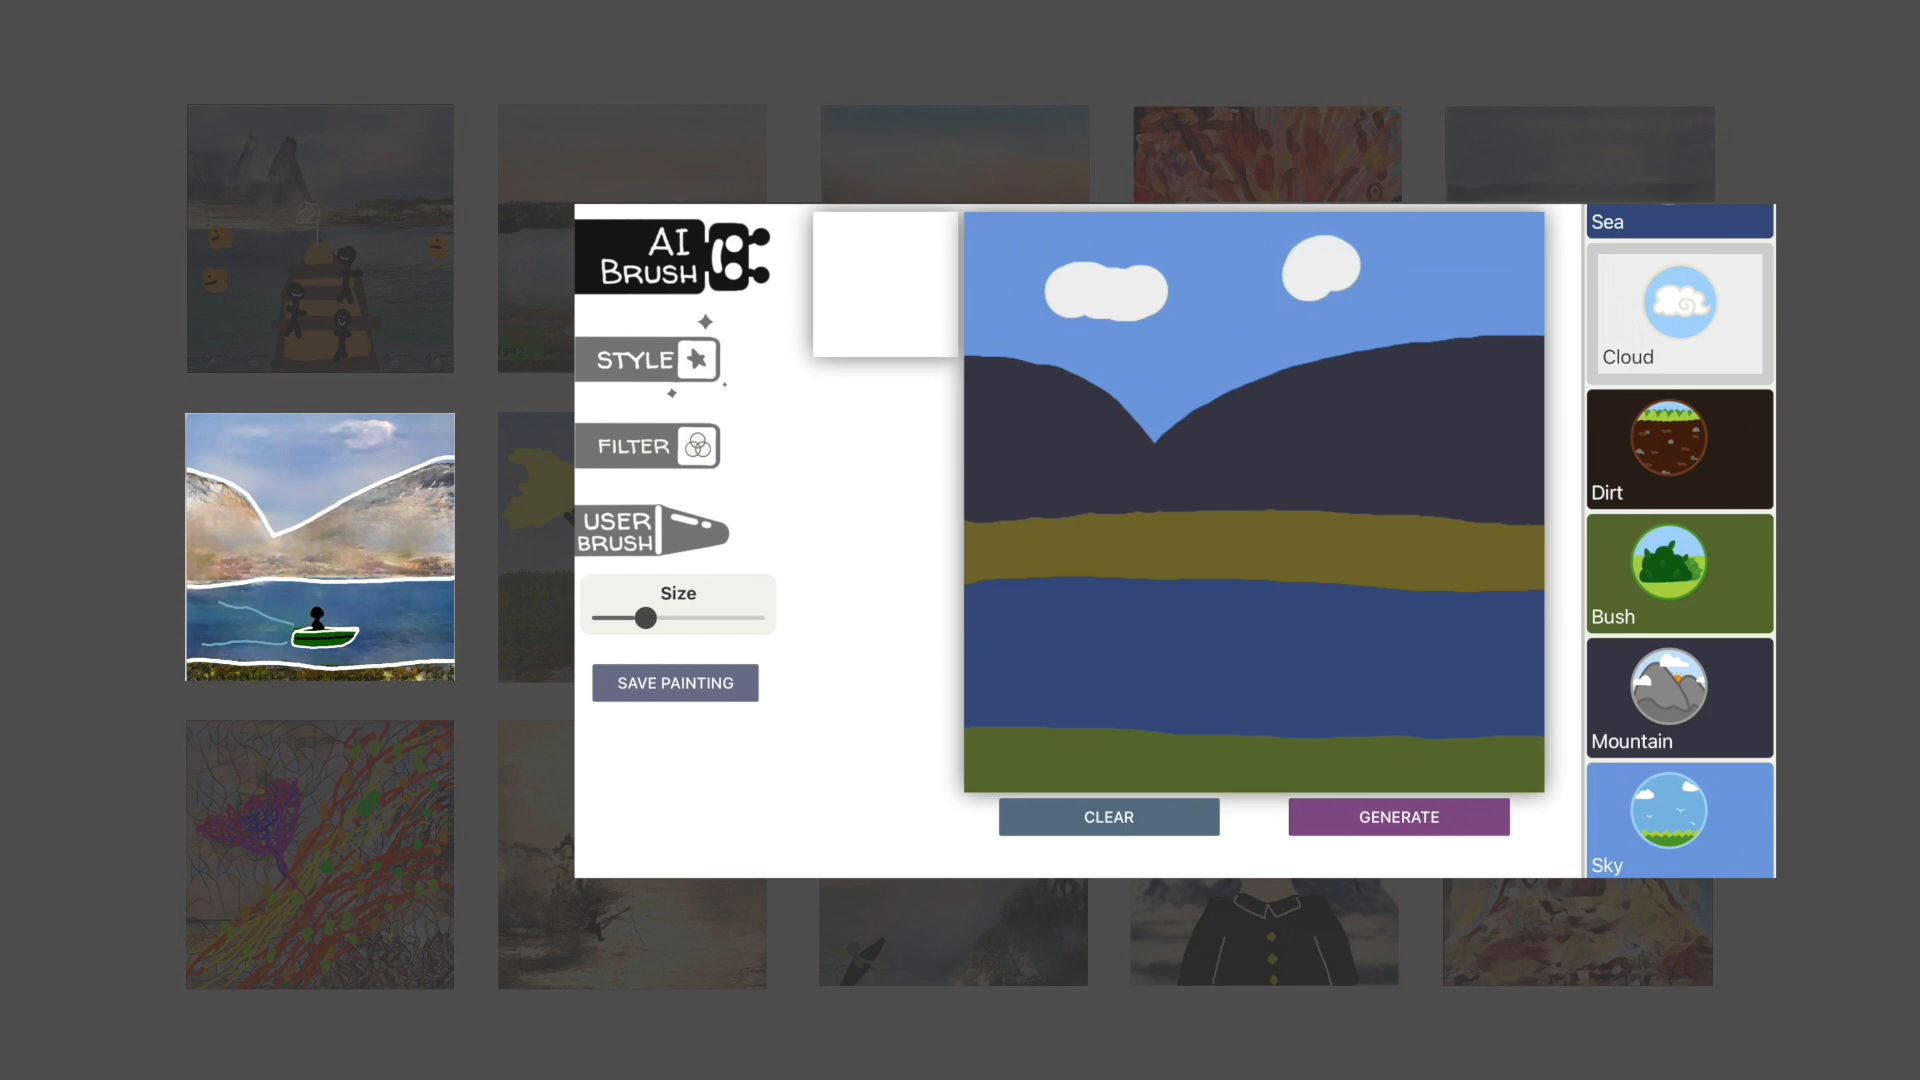 AI
BRUSH
STYLE
FILTER
USER
BRUSH
Size
SAVE PAINTING
CLEAR
GENERATE
Sea
Cloud
Dirt
Bush
Mountain
Sky